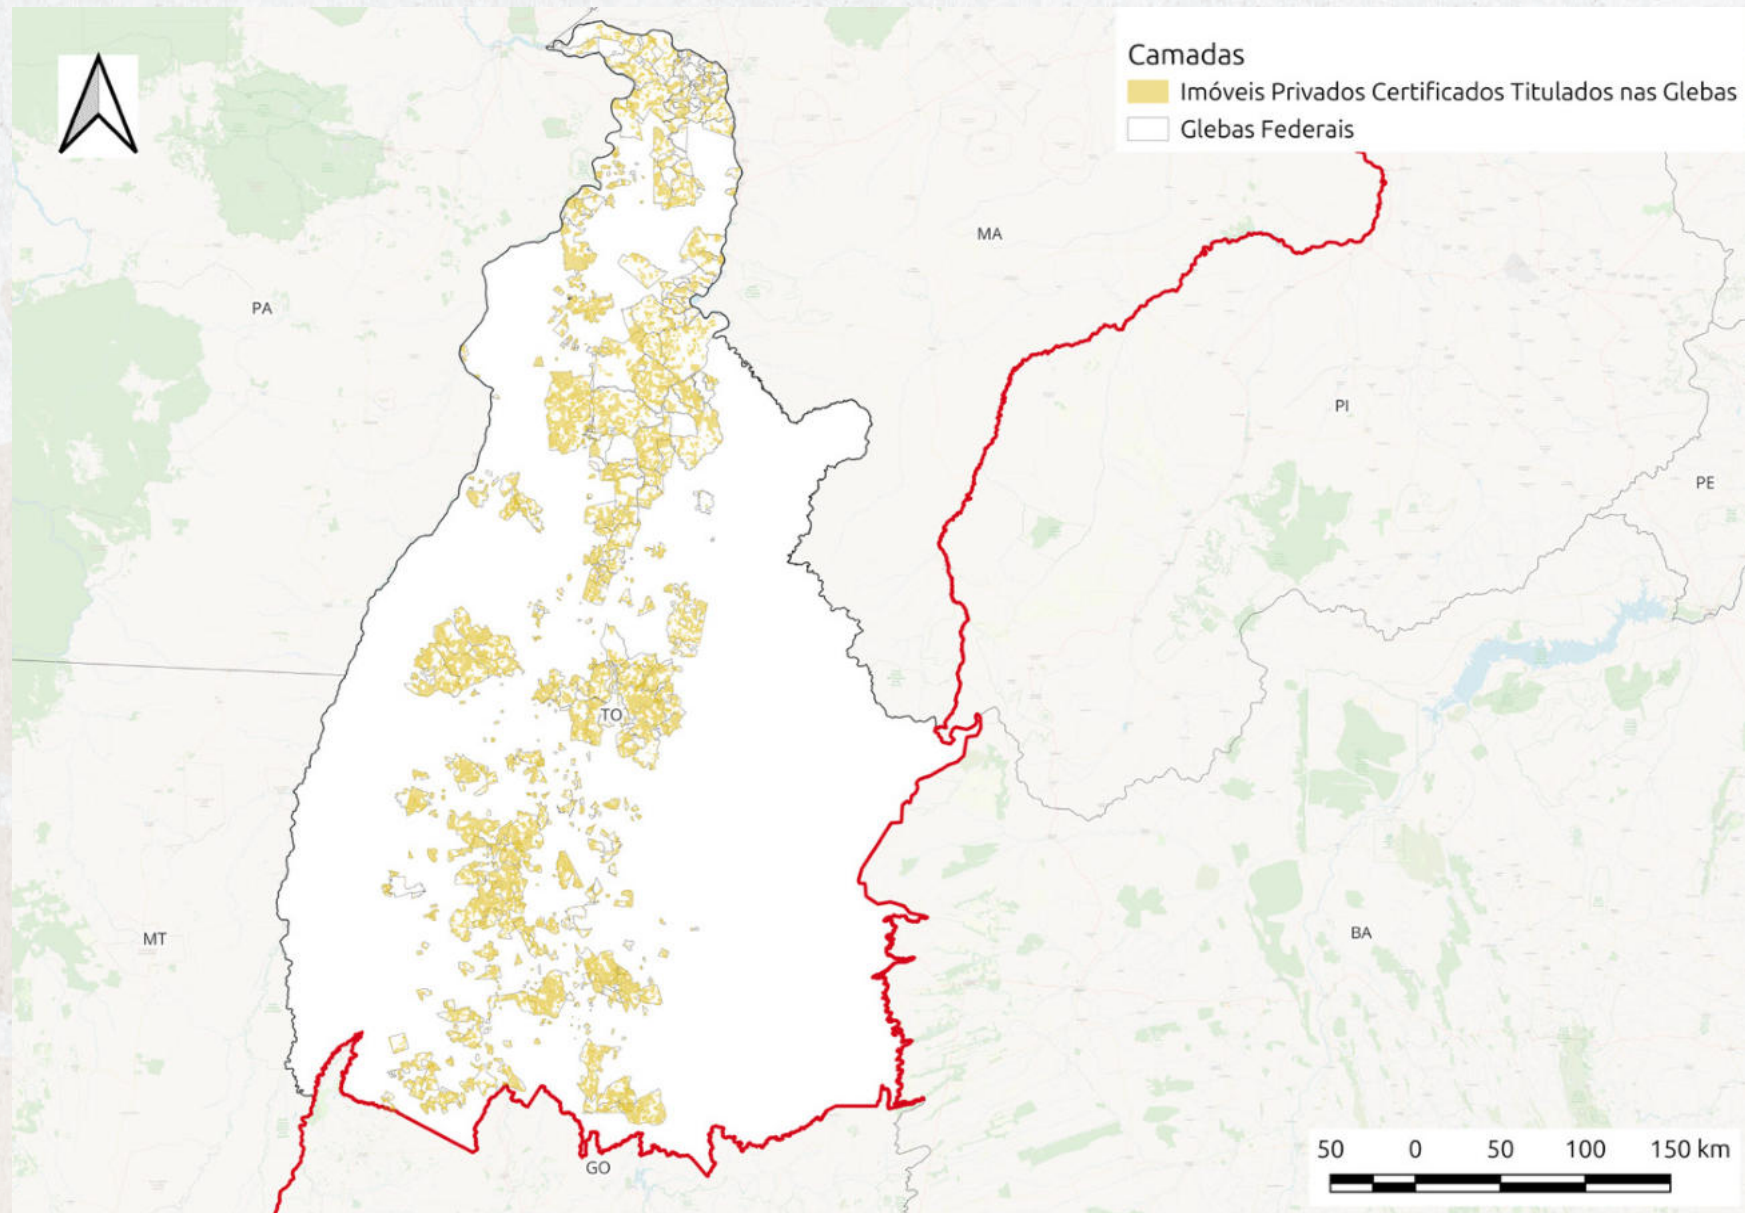 Camadas
Imóveis Privados Certificados Titulados nas Glebas
Glebas Federais
MA
PA
PI
PE
TO
MT
BA
GO
50 0 50 100 150 km